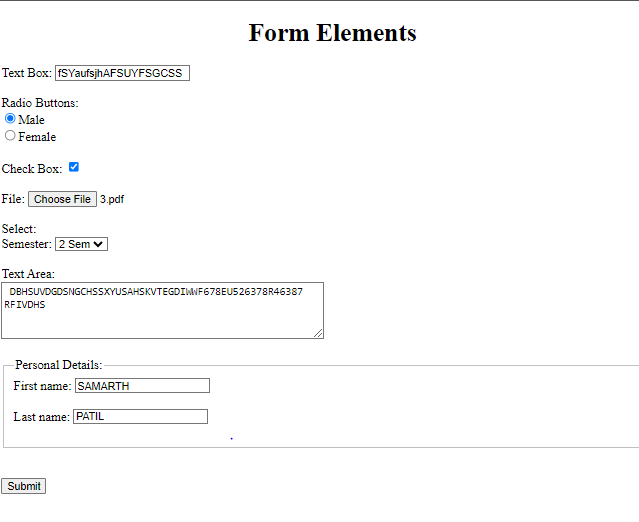 Form Elements
Text Box: fSYaufsjhAFSUYFSGCSS
Radio Buttons:
Male
Female
Check Box:
File: Choose File 3.pdf
Select:
Semester: 2 Sem
Text Area:
DBHSUVDGDSNGCHSSXYUSAHSKVTEGDIWWF678EU526378R46387
RFIVDHS
Personal Details:
First name: SAMARTH
Last name: PATIL
Submit